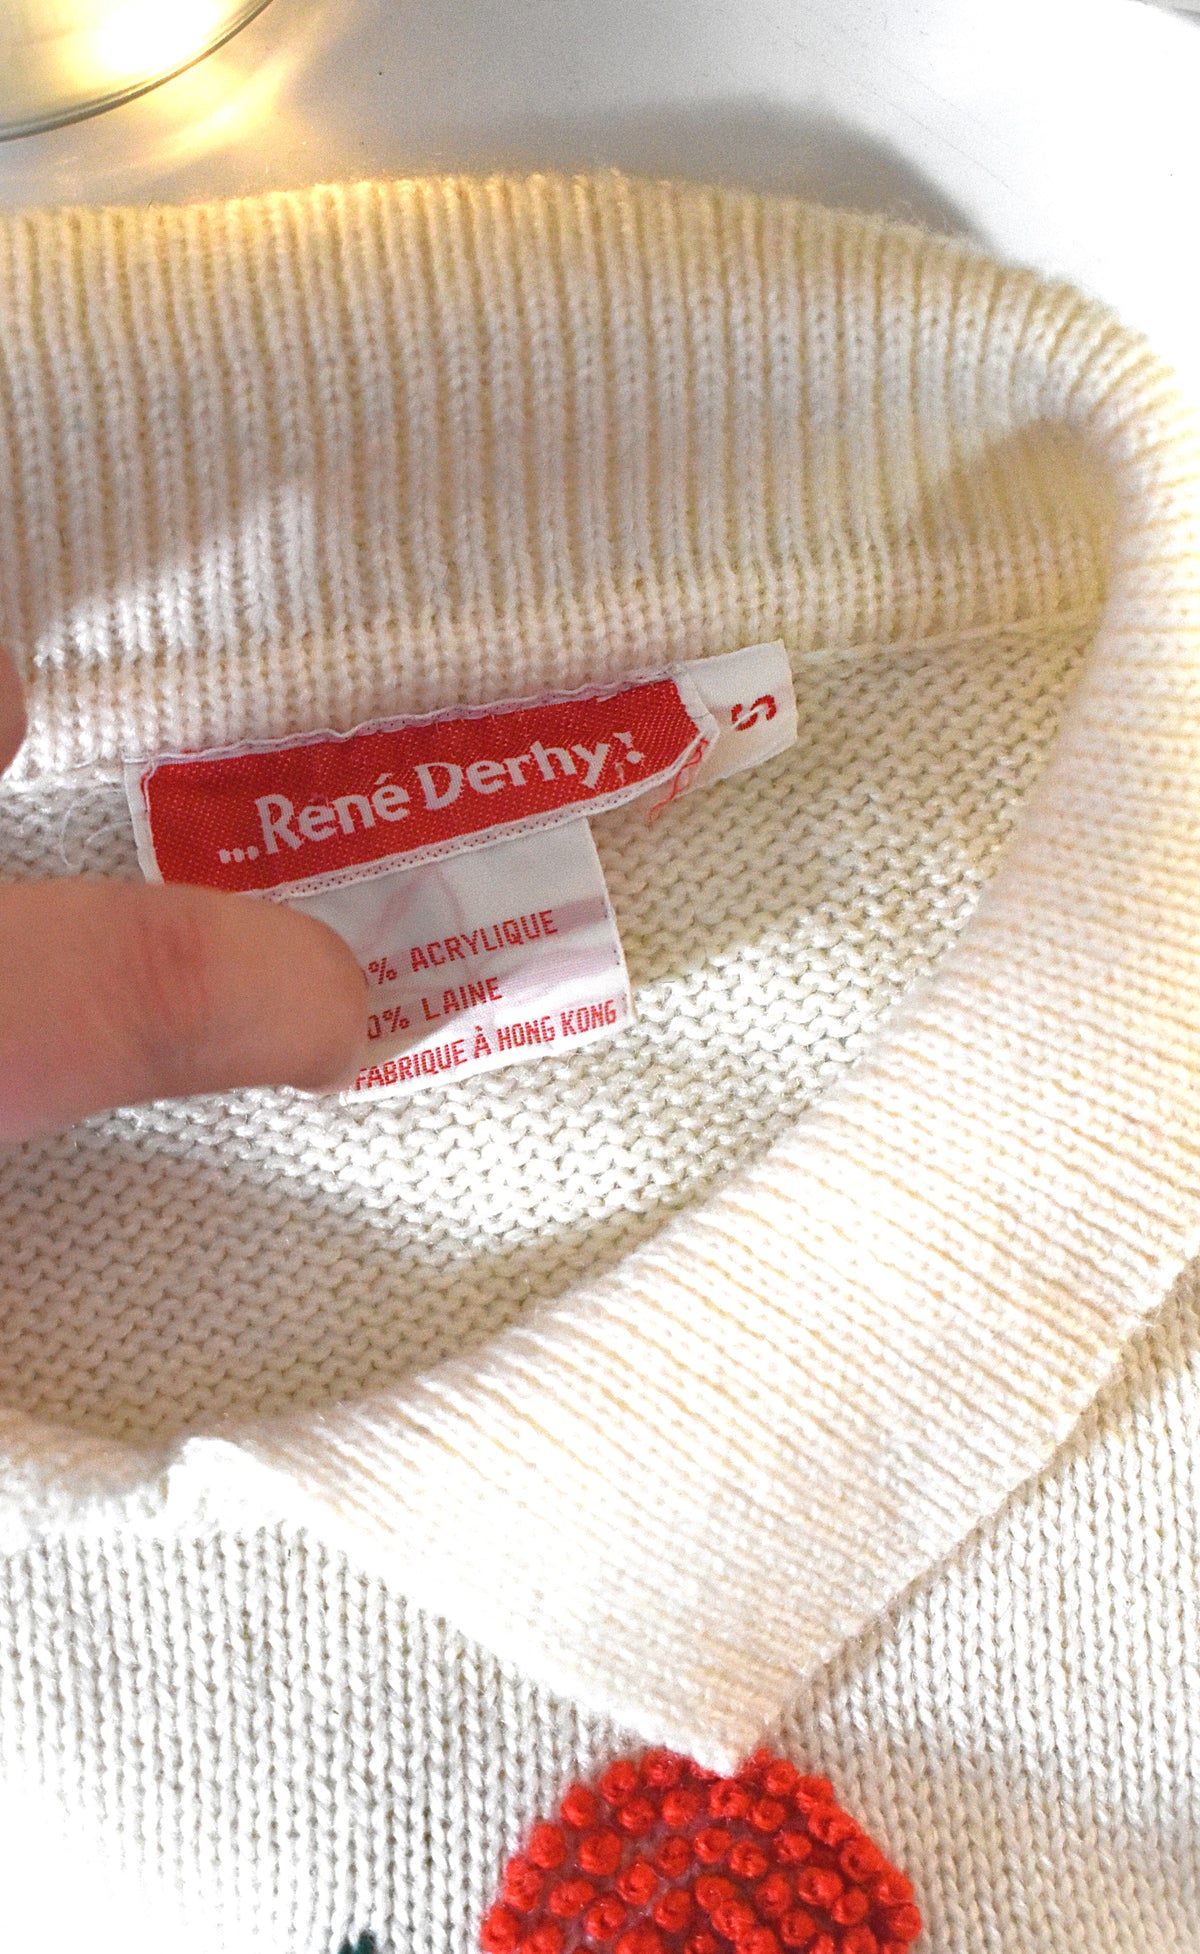 ...René Derhy!
S
% ACRYLIQUE
0% LAINE
FABRIQUE À HONG KONG